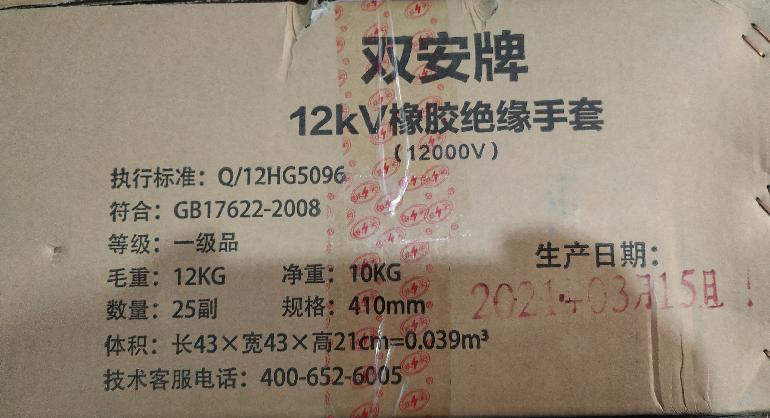 双安牌
12kV橡胶绝缘手套
(12000V)
执行标准：Q/12HG5096
符合：GB17622-2008
等级：一级品
毛重：12KG 净重：10KG
数量：25副 规格：410mm
体积：长43×宽43×高21cm=0.039m³
技术客服电话：400-652-6005
生产日期：
2021年03月15日